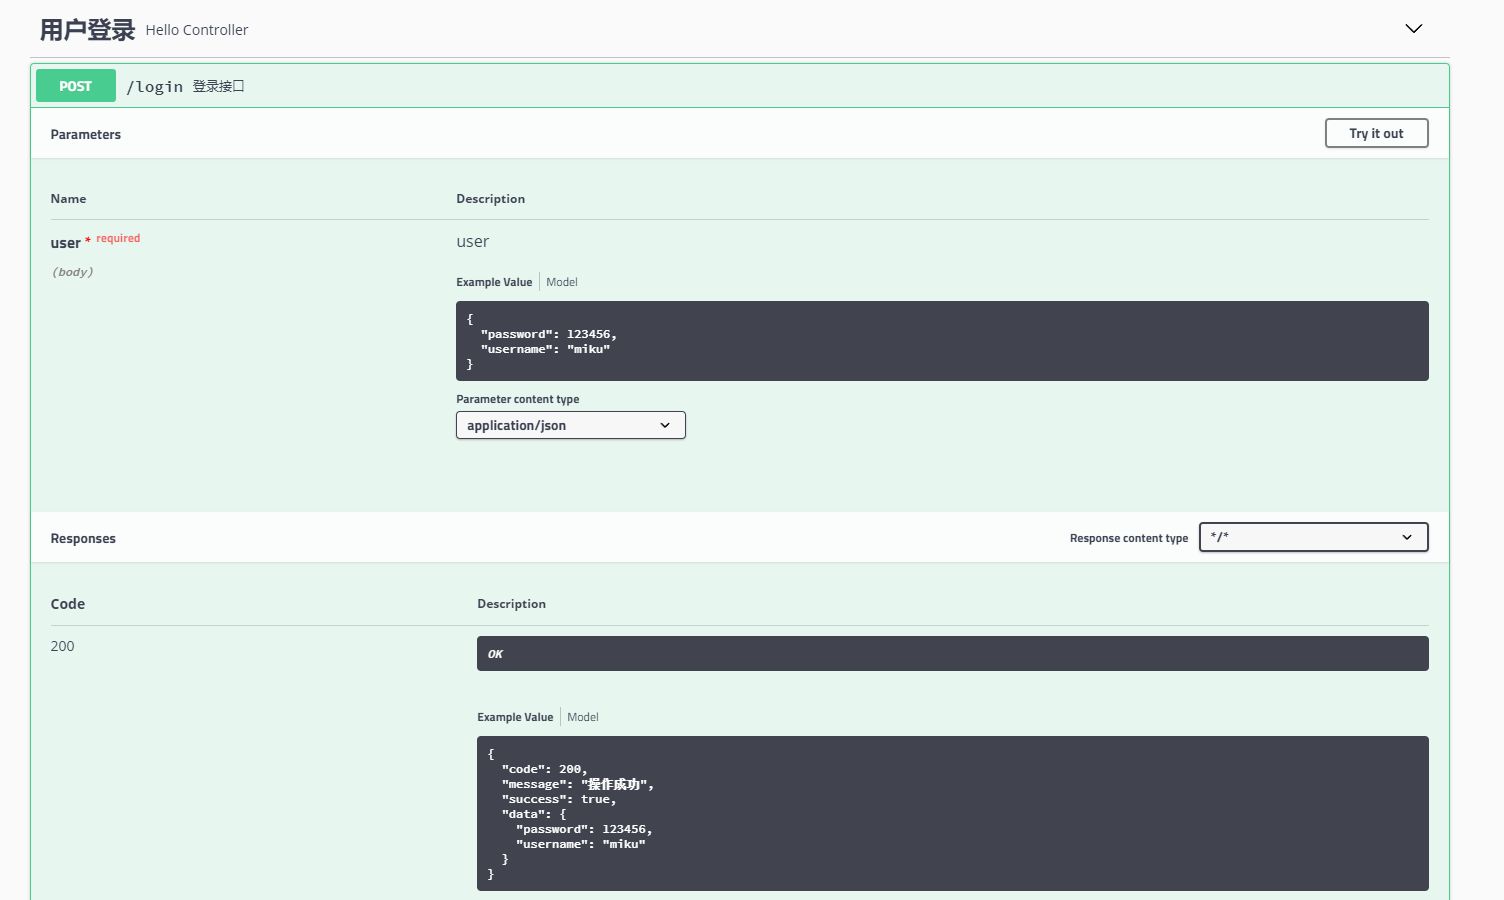 用户登录 Hello Controller
POST /login 登录接口
Parameters Try it out
Name Description
user * required user
(body)
Example Value Model
{
"password": 123456,
"username": "miku"
}
Parameter content type
application/json
Responses Response content type */*
Code Description
200 OK
Example Value Model
{
"code": 200,
"message": "操作成功",
"success": true,
"data": {
"password": 123456,
"username": "miku"
}
}